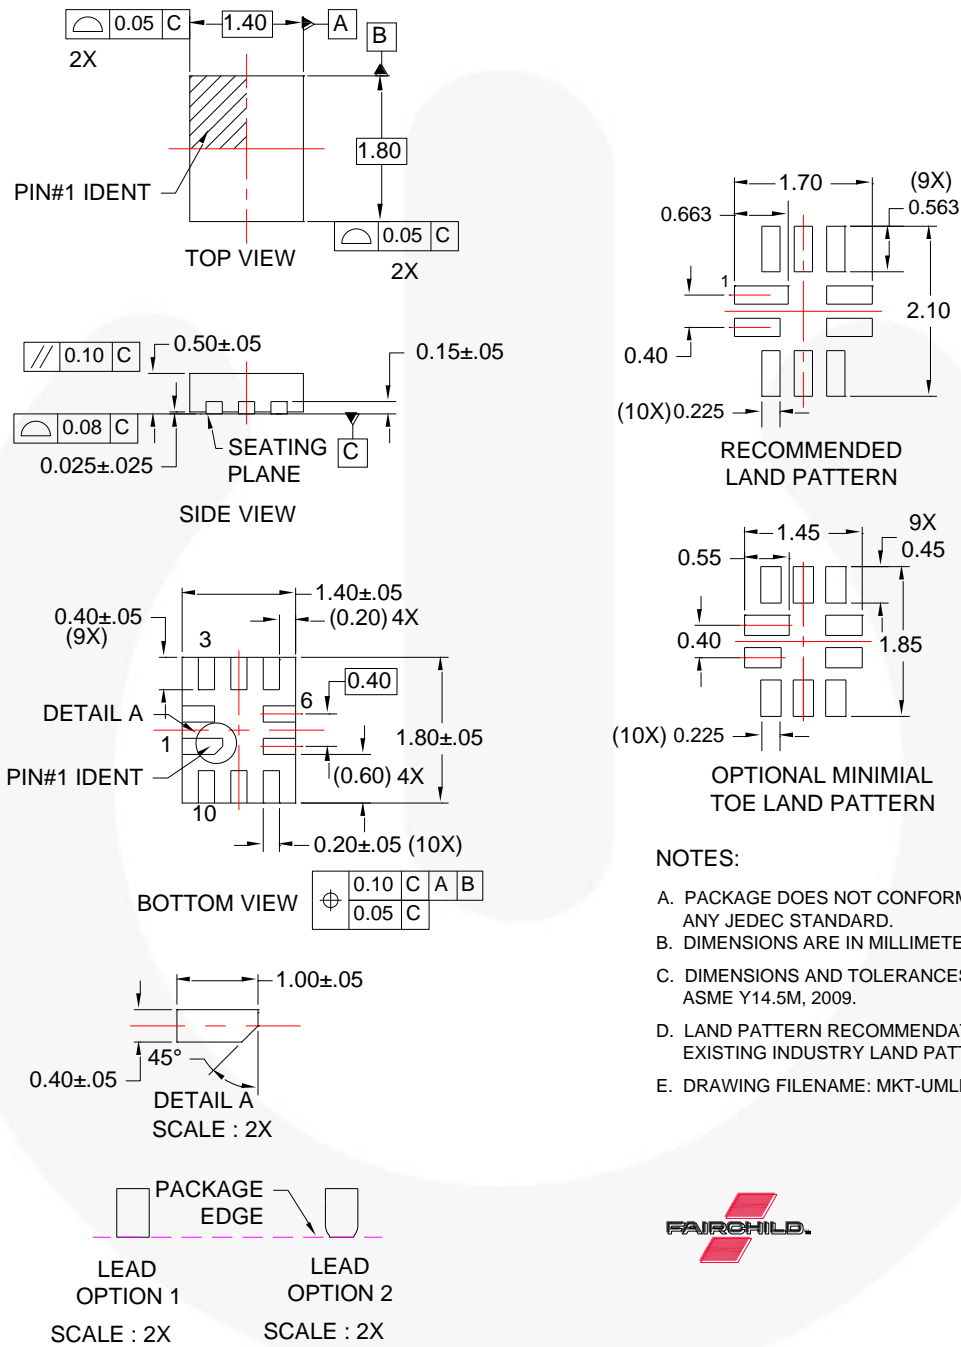 0.05 C
1.40
A
B
2X
1.80
PIN#1 IDENT
0.05 C
TOP VIEW
2X
// 0.10 C
0.50±.05
0.15±.05
0.08 C
SEATING
PLANE
C
0.025±.025
SIDE VIEW
1.40±.05
0.40±.05
(9X)
(0.20) 4X
3
0.40
6
DETAIL A
1
1.80±.05
PIN#1 IDENT
(0.60) 4X
10
0.20±.05 (10X)
BOTTOM VIEW
0.10 C A B
0.05 C
1.00±.05
45°
0.40±.05
DETAIL A
SCALE : 2X
PACKAGE
EDGE
LEAD
OPTION 1
SCALE : 2X
LEAD
OPTION 2
SCALE : 2X
1.70
(9X)
0.563
0.663
1
2.10
0.40
(10X) 0.225
RECOMMENDED
LAND PATTERN
1.45
9X
0.45
0.55
0.40
1.85
(10X) 0.225
OPTIONAL MINIMIAL
TOE LAND PATTERN
NOTES:
A. PACKAGE DOES NOT CONFORM
ANY JEDEC STANDARD.
B. DIMENSIONS ARE IN MILLIMETE
C. DIMENSIONS AND TOLERANCES
ASME Y14.5M, 2009.
D. LAND PATTERN RECOMMENDAT
EXISTING INDUSTRY LAND PATT
E. DRAWING FILENAME: MKT-UML
FAIRCHILD